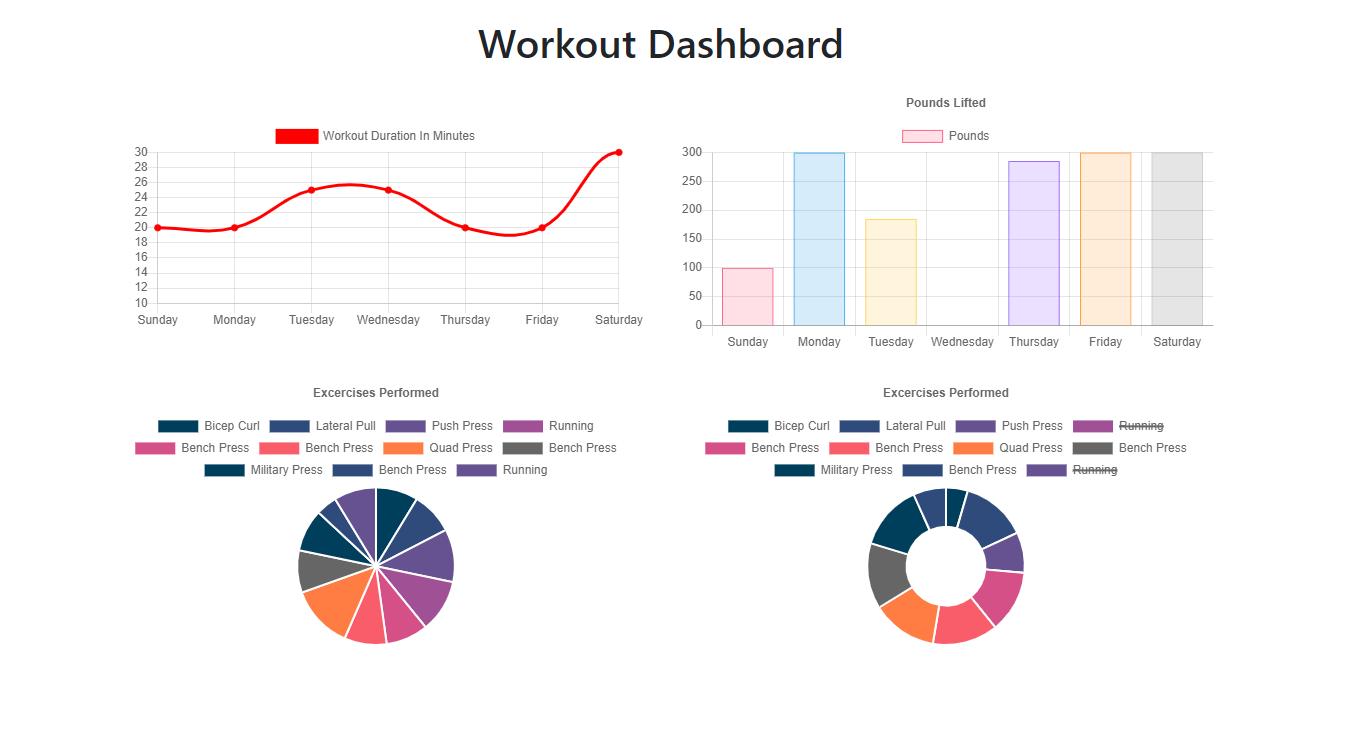 Workout Dashboard
Workout Duration In Minutes
30
28
26
24
22
20
18
16
14
12
10
Sunday Monday Tuesday Wednesday Thursday Friday Saturday
Pounds Lifted
Pounds
300
250
200
150
100
50
0
Sunday Monday Tuesday Wednesday Thursday Friday Saturday
Excercises Performed
Bicep Curl Lateral Pull Push Press Running
Bench Press Bench Press Quad Press Bench Press
Military Press Bench Press Running
Excercises Performed
Bicep Curl Lateral Pull Push Press Running
Bench Press Bench Press Quad Press Bench Press
Military Press Bench Press Running